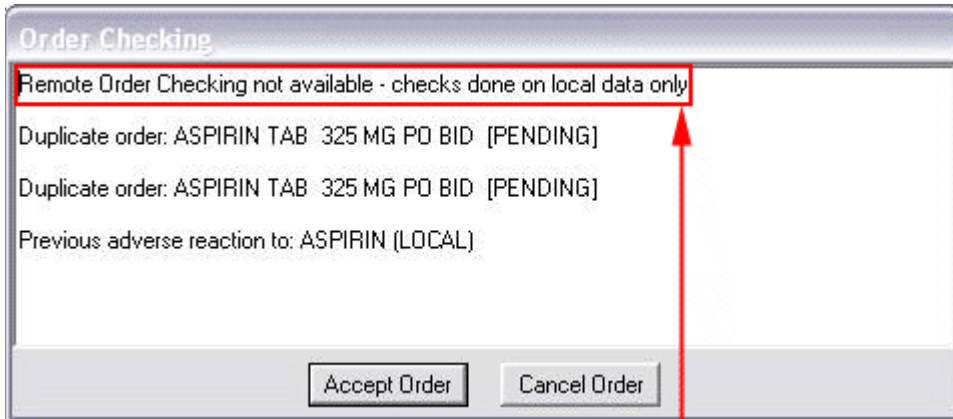 Order Checking
Remote Order Checking not available - checks done on local data only
Duplicate order: ASPIRIN TAB  325 MG PO BID  [PENDING]
Duplicate order: ASPIRIN TAB  325 MG PO BID  [PENDING]
Previous adverse reaction to: ASPIRIN (LOCAL)
Accept Order Cancel Order